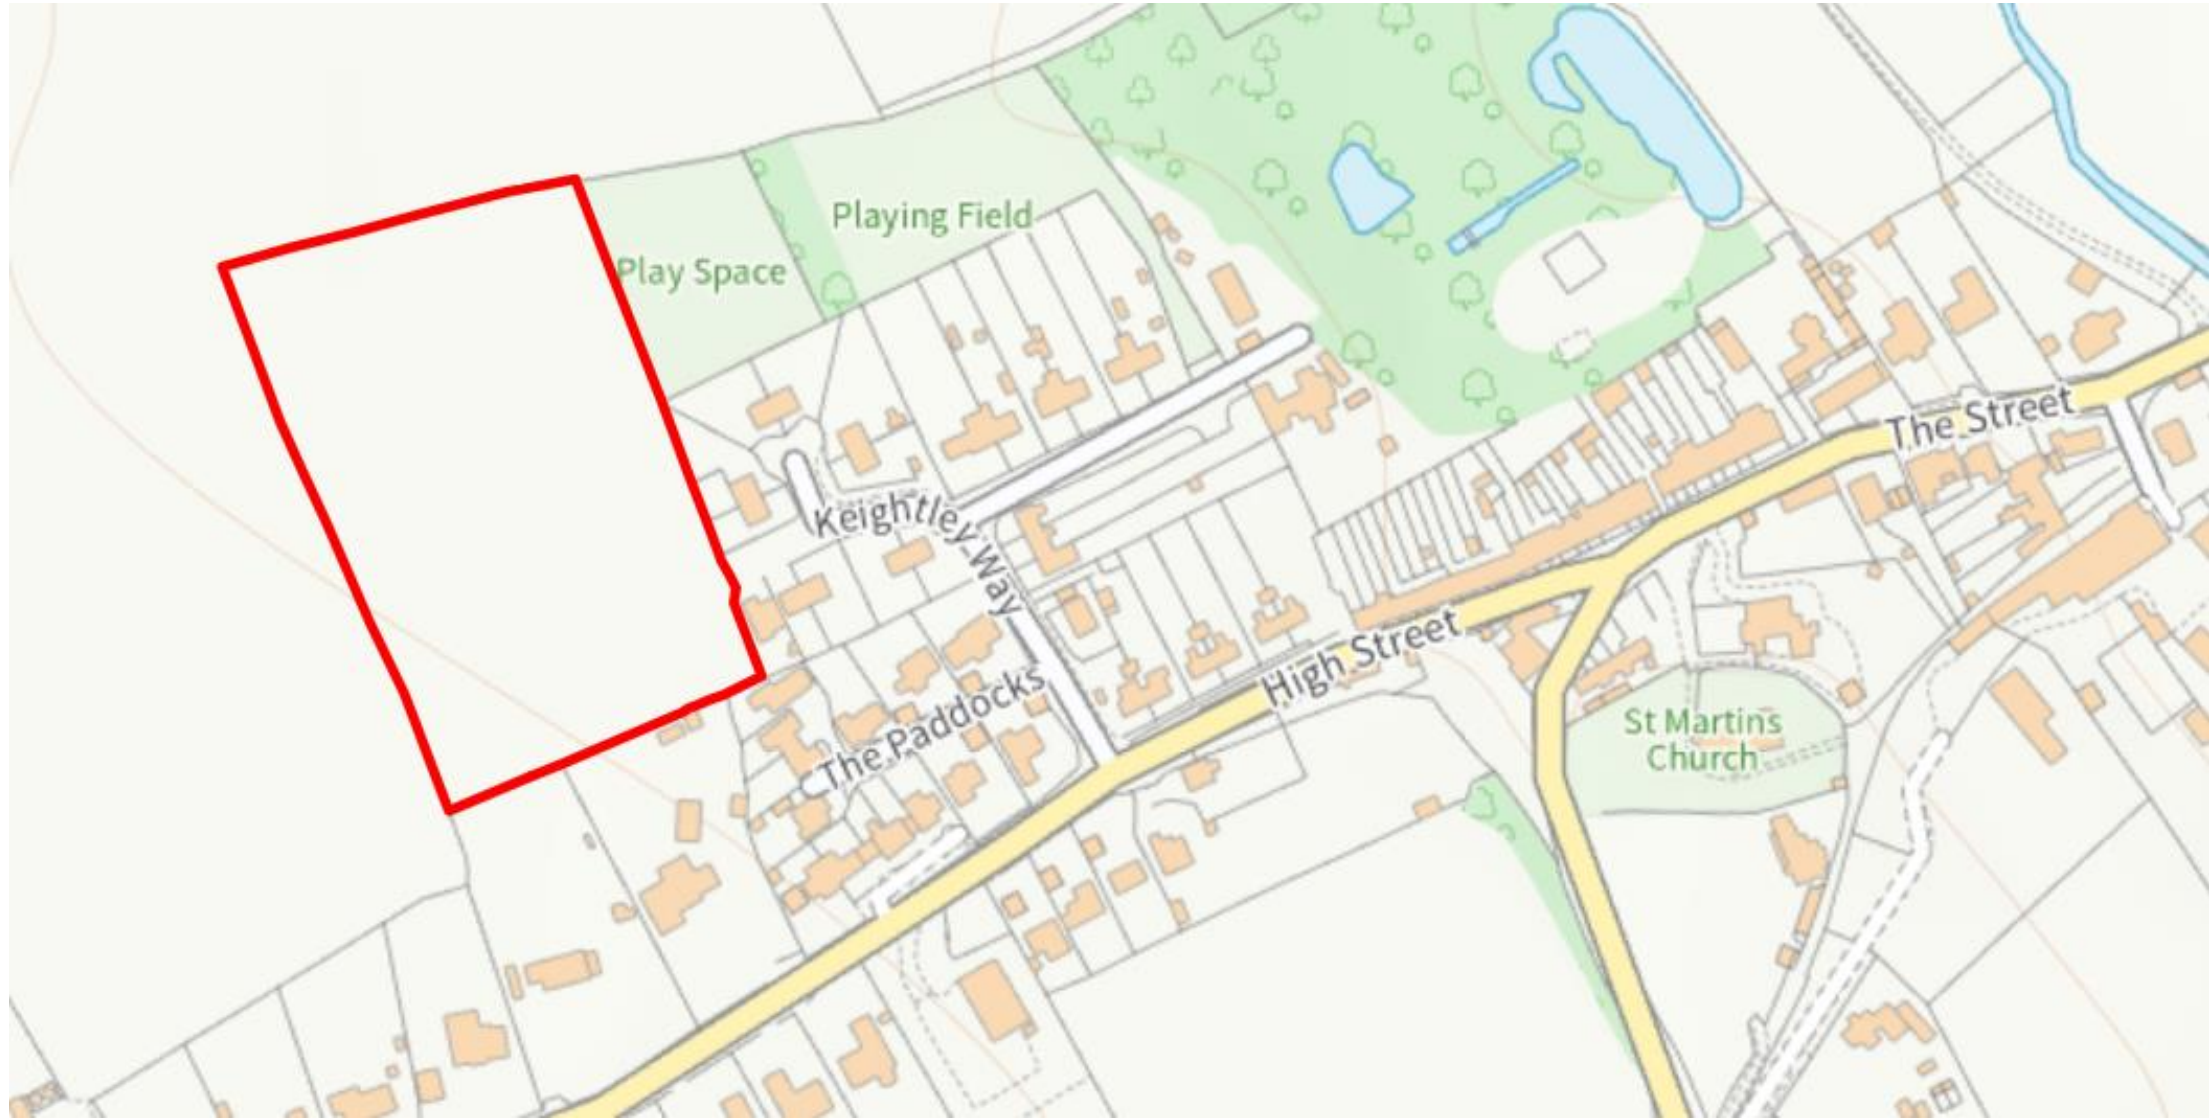 Playing Field
Play Space
The Street
Keightley Way
High Street
The Paddocks
St Martins
Church